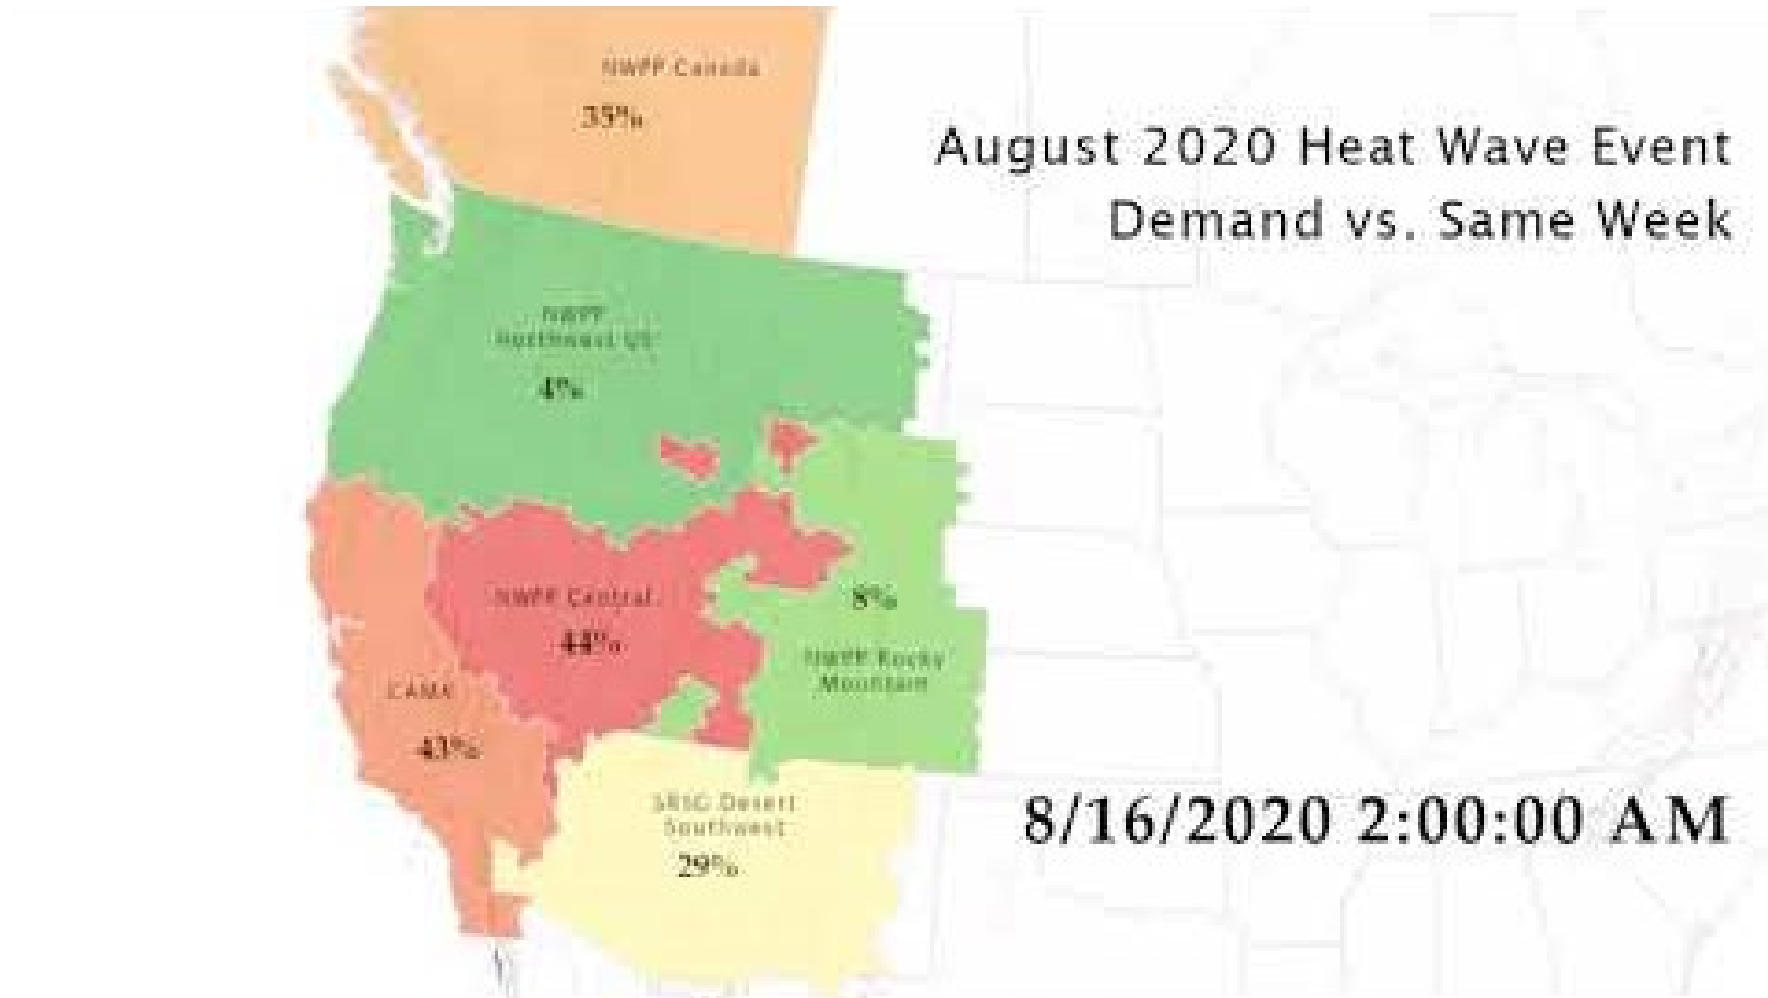 NWPP Canada
35%
August 2020 Heat Wave Event
Demand vs. Same Week
NWPP
Northwest US
4%
NWPP Central
44%
8%
NWPP Rocky
Mountain
CAMX
43%
SRSG Desert
Southwest
29%
8/16/2020 2:00:00 AM